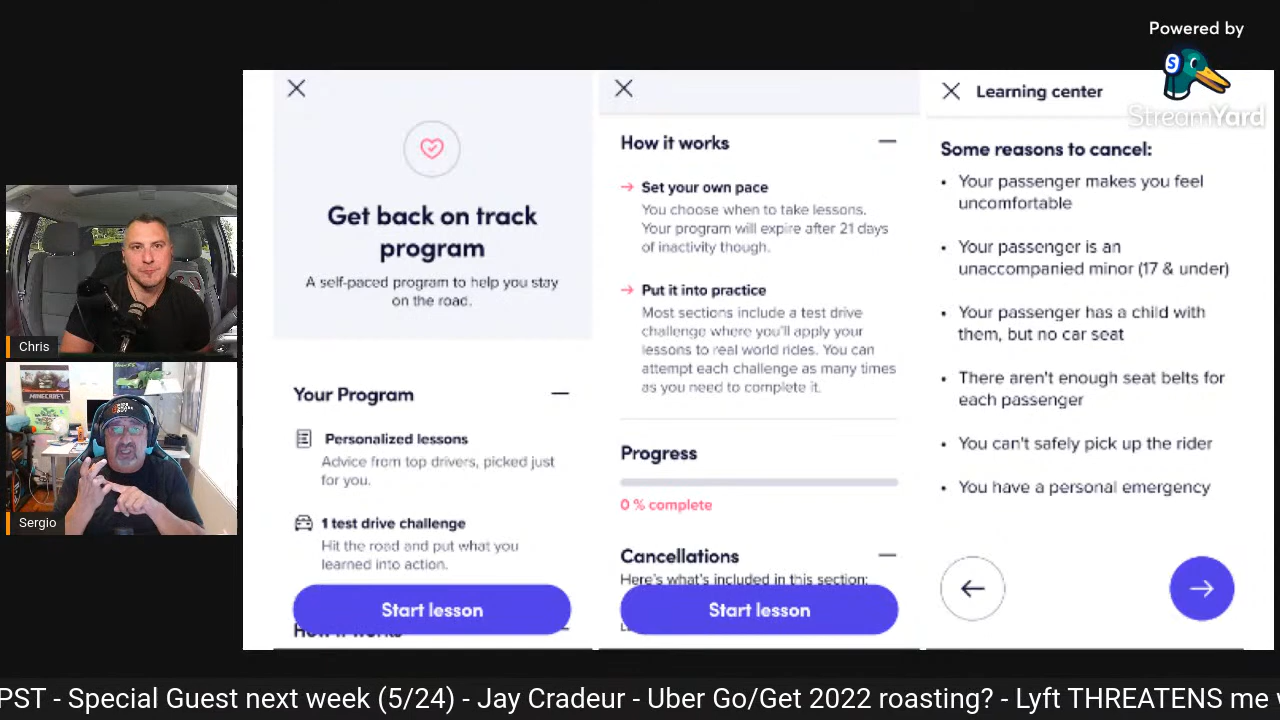 Powered by
StreamYard
Get back on track
program
A self-paced program to help you stay
on the road.
Your Program
Personalized lessons
Advice from top drivers, picked just
for you.
1 test drive challenge
Hit the road and put what you
learned into action.
Start lesson
How it works
How it works
Set your own pace
You choose when to take lessons.
Your program will expire after 21 days
of inactivity though.
Put it into practice
Most sections include a test drive
challenge where you'll apply your
lessons to real world rides. You can
attempt each challenge as many times
as you need to complete it.
Progress
0 % complete
Cancellations
Here's what's included in this section:
Start lesson
Learning center
Some reasons to cancel:
• Your passenger makes you feel
uncomfortable
• Your passenger is an
unaccompanied minor (17 & under)
• Your passenger has a child with
them, but no car seat
• There aren't enough seat belts for
each passenger
• You can't safely pick up the rider
• You have a personal emergency
Chris
MINECRAFT
Sergio
PST - Special Guest next week (5/24) - Jay Cradeur - Uber Go/Get 2022 roasting? - Lyft THREATENS me